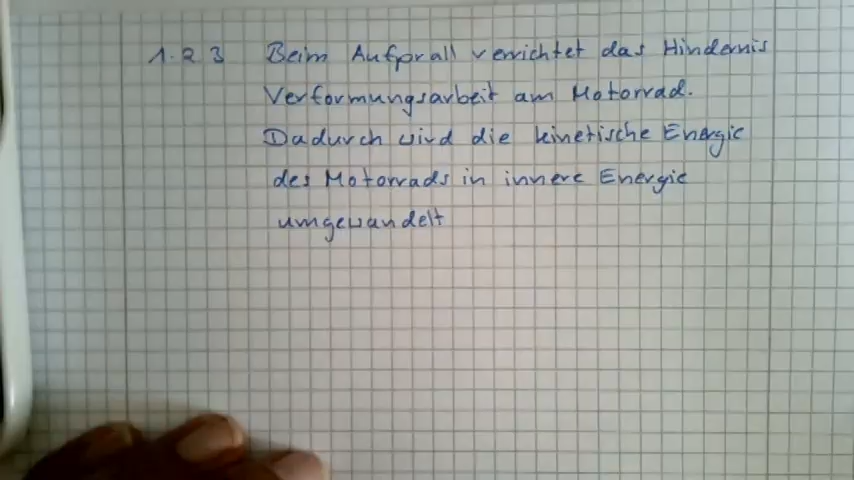 1.2.3 Beim Aufprall verrichtet das Hindernis
Verformungsarbeit am Motorrad.
Dadurch wird die kinetische Energie
des Motorrads in innere Energie
umgewandelt